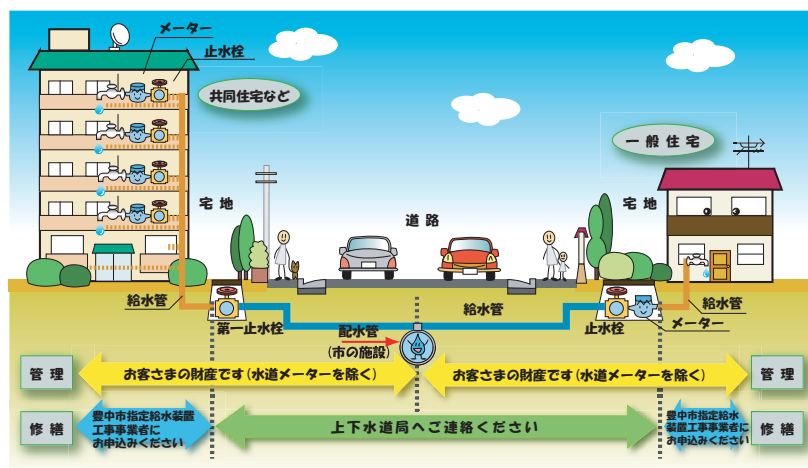 メーター
止水栓
共同住宅など
一般住宅
宅地
道路
宅地
給水管
第一止水栓
配水管
(市の施設)
給水管
止水栓
メーター
給水管
管理
お客さまの財産です(水道メーターを除く)
お客さまの財産です(水道メーターを除く)
管理
修繕
豊中市指定給水装置
工事事業者に
お申込みください
上下水道局へご連絡ください
豊中市指定給水
装置工事事業者に
お申込みください
修繕